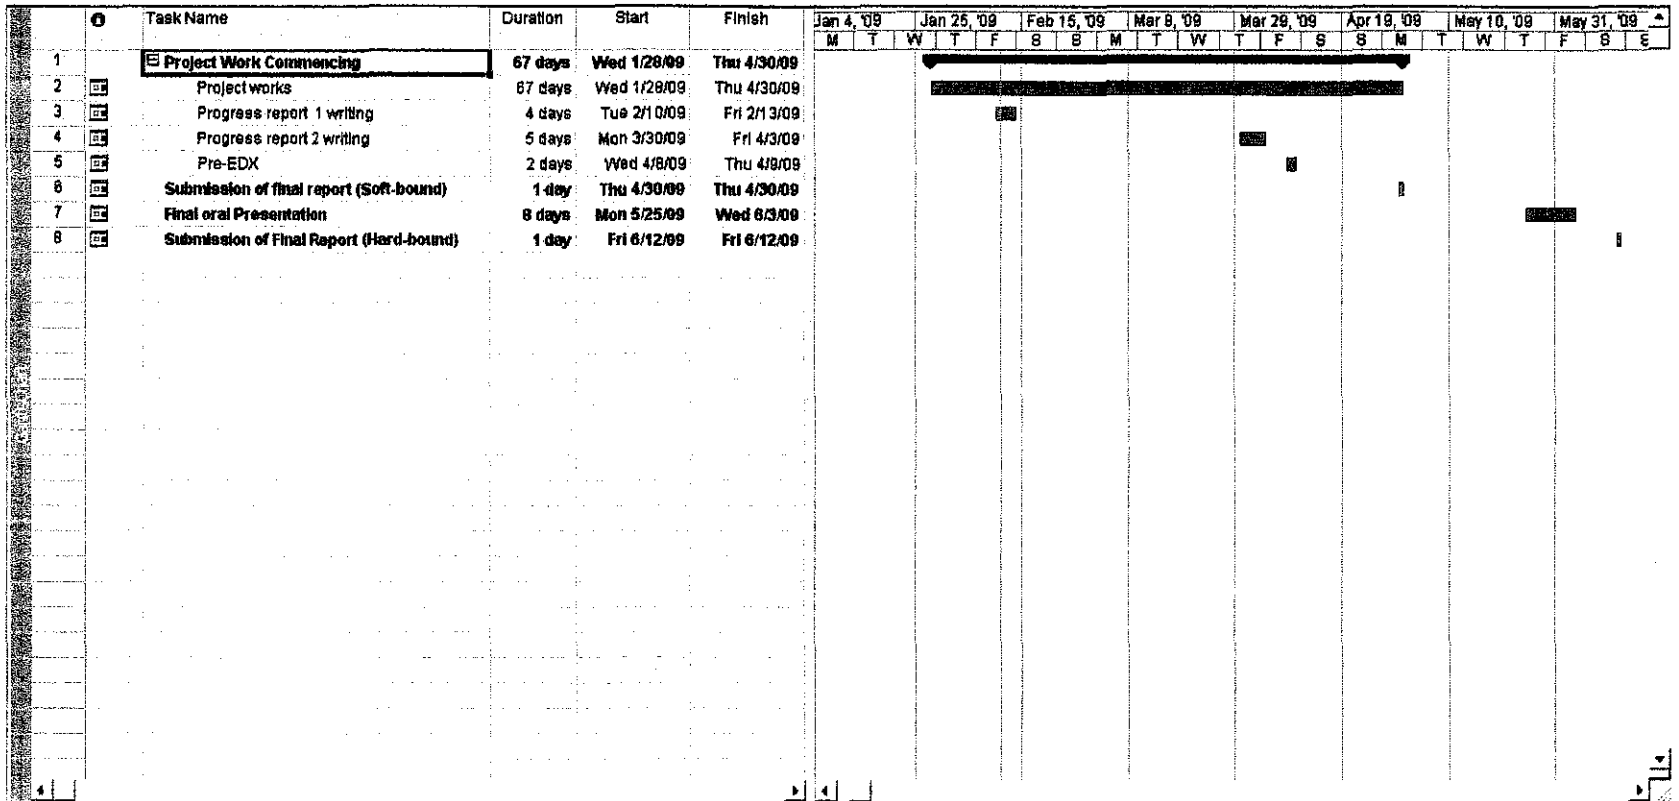 Task Name Duration Start Finish Jan 4, '09 Jan 25, '09 Feb 15, '09 Mar 8, '09 Mar 29, '09 Apr 19, '09 May 10, '09 May 31, '09
M T W T F S S M T W T F S S M T W T F S
1 Project Work Commencing 67 days Wed 1/28/09 Thu 4/30/09
2 Project works 67 days Wed 1/28/09 Thu 4/30/09
3 Progress report 1 writing 4 days Tue 2/10/09 Fri 2/13/09
4 Progress report 2 writing 5 days Mon 3/30/09 Fri 4/3/09
5 Pre-EDX 2 days Wed 4/8/09 Thu 4/9/09
6 Submission of final report (Soft-bound) 1 day Thu 4/30/09 Thu 4/30/09
7 Final oral Presentation 8 days Mon 5/25/09 Wed 6/3/09
8 Submission of Final Report (Hard-bound) 1 day Fri 6/12/09 Fri 6/12/09